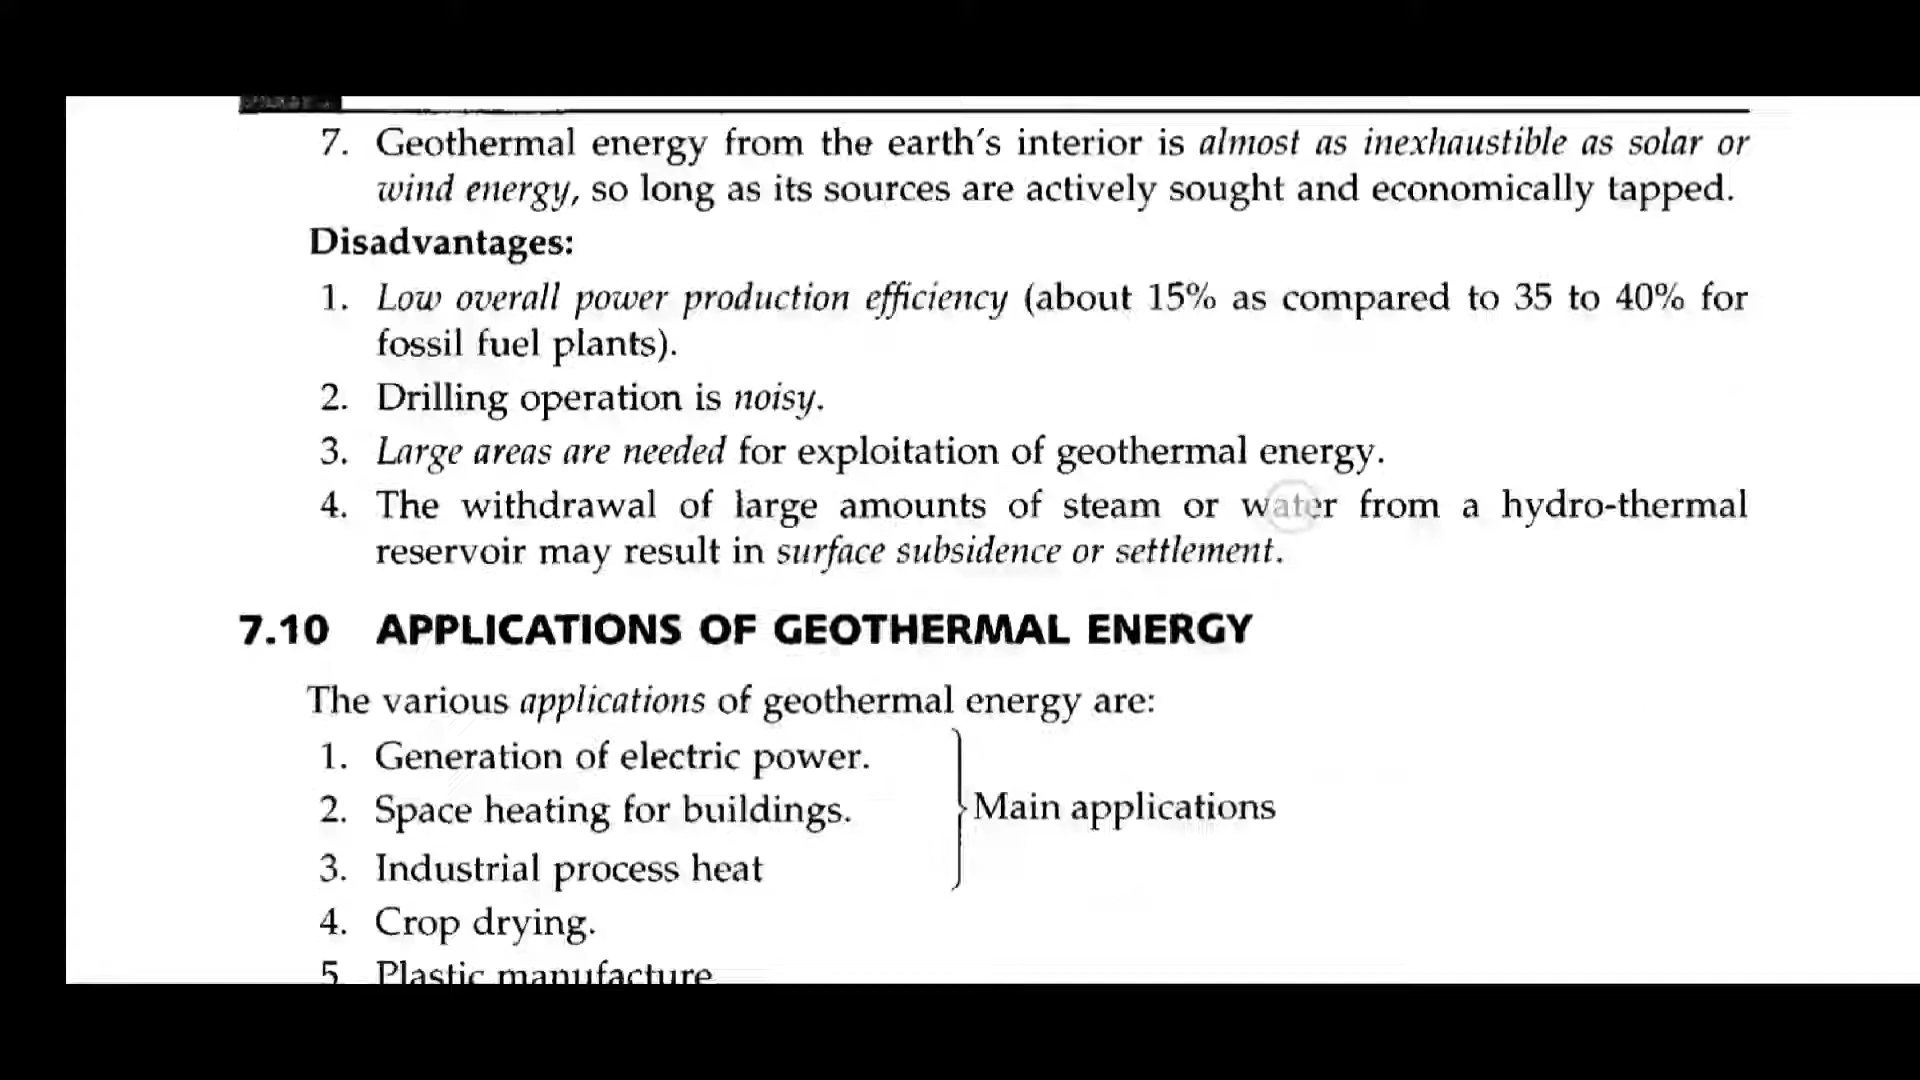 7. Geothermal energy from the earth's interior is almost as inexhaustible as solar or
wind energy, so long as its sources are actively sought and economically tapped.
Disadvantages:
1. Low overall power production efficiency (about 15% as compared to 35 to 40% for
fossil fuel plants).
2. Drilling operation is noisy.
3. Large areas are needed for exploitation of geothermal energy.
4. The withdrawal of large amounts of steam or water from a hydro-thermal
reservoir may result in surface subsidence or settlement.
7.10 APPLICATIONS OF GEOTHERMAL ENERGY
The various applications of geothermal energy are:
1. Generation of electric power.
2. Space heating for buildings.
Main applications
3. Industrial process heat
4. Crop drying.
5 Plastic manufacture